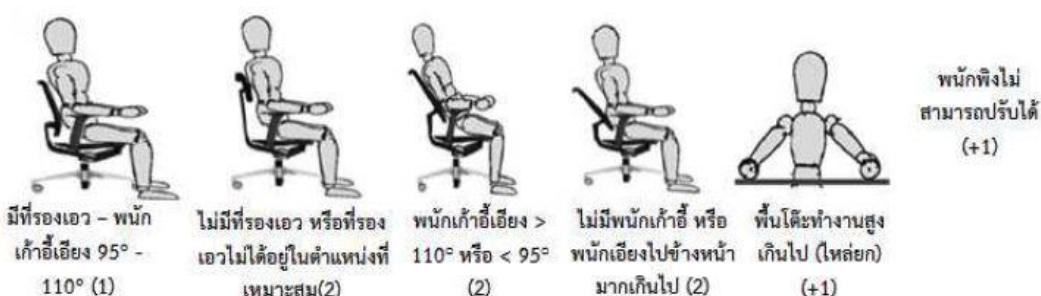 มีที่รองเอว – พนัก
เก้าอี้เอียง 95° -
110° (1)
ไม่มีที่รองเอว หรือที่รอง
เอวไม่ได้อยู่ในตำแหน่งที่
เหมาะสม(2)
พนักเก้าอี้เอียง >
110° หรือ < 95°
(2)
ไม่มีพนักเก้าอี้ หรือ
พนักเอียงไปข้างหน้า
มากเกินไป (2)
พื้นโต๊ะทำงานสูง
เกินไป (ไหล่ยก)
(+1)
พนักพิงไม่
สามารถปรับได้
(+1)